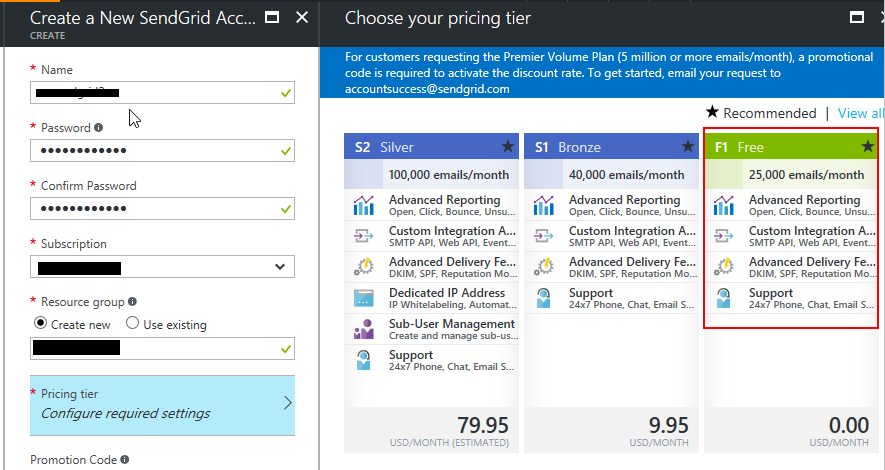 Create a New SendGrid Acc...
CREATE
* Name
* Password
* Confirm Password
* Subscription
* Resource group
Create new
Use existing
* Pricing tier
Configure required settings
Promotion Code
Choose your pricing tier
For customers requesting the Premier Volume Plan (5 million or more emails/month), a promotional
code is required to activate the discount rate. To get started, email your request to
accountsuccess@sendgrid.com
★ Recommended | View all
S2 Silver
100,000 emails/month
Advanced Reporting
Open, Click, Bounce, Unsu...
Custom Integration A...
SMTP API, Web API, Event...
Advanced Delivery Fe...
DKIM, SPF, Reputation Mo...
Dedicated IP Address
IP Whitelabeling, Automat...
Sub-User Management
Create and manage sub-us...
Support
24x7 Phone, Chat, Email S...
79.95
USD/MONTH (ESTIMATED)
S1 Bronze
40,000 emails/month
Advanced Reporting
Open, Click, Bounce, Unsu...
Custom Integration A...
SMTP API, Web API, Event...
Advanced Delivery Fe...
DKIM, SPF, Reputation Mo...
Support
24x7 Phone, Chat, Email S...
9.95
USD/MONTH
F1 Free
25,000 emails/month
Advanced Reporting
Open, Click, Bounce, Unsu...
Custom Integration A...
SMTP API, Web API, Event...
Advanced Delivery Fe...
DKIM, SPF, Reputation Mo...
Support
24x7 Phone, Chat, Email S...
0.00
USD/MONTH